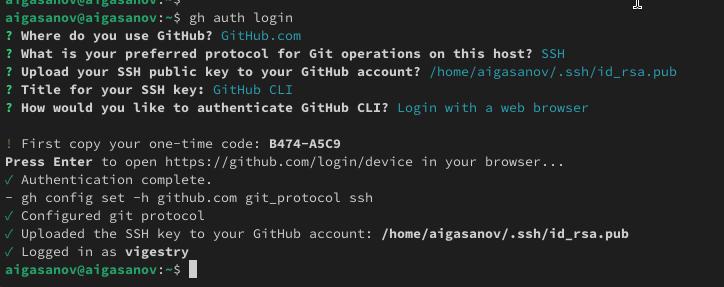 aigasanov@aigasanov:~$ gh auth login
? Where do you use GitHub? GitHub.com
? What is your preferred protocol for Git operations on this host? SSH
? Upload your SSH public key to your GitHub account? /home/aigasanov/.ssh/id_rsa.pub
? Title for your SSH key: GitHub CLI
? How would you like to authenticate GitHub CLI? Login with a web browser
! First copy your one-time code: B474-A5C9
Press Enter to open https://github.com/login/device in your browser...
✓ Authentication complete.
- gh config set -h github.com git_protocol ssh
✓ Configured git protocol
✓ Uploaded the SSH key to your GitHub account: /home/aigasanov/.ssh/id_rsa.pub
✓ Logged in as vigestry
aigasanov@aigasanov:~$